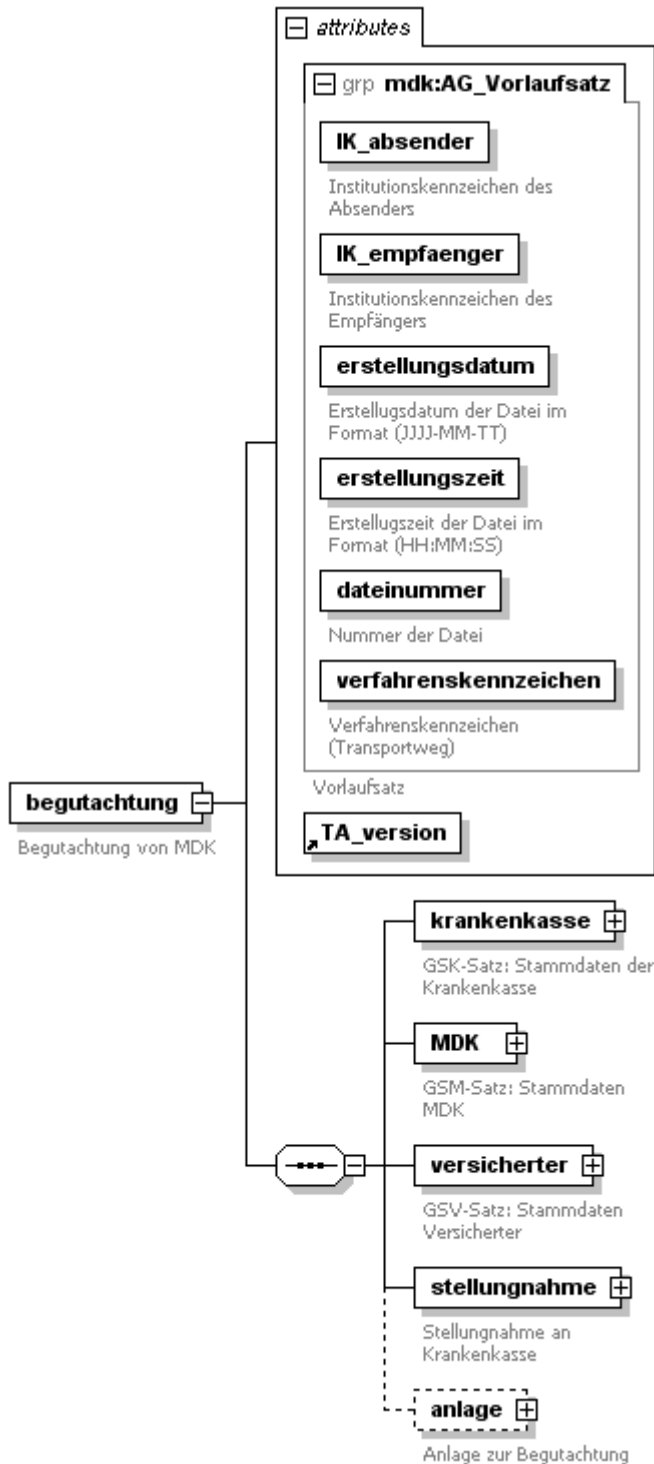 attributes
grp mdk:AG_Vorlaufsatz
IK_absender
Institutionskennzeichen des
Absenders
IK_empfaenger
Institutionskennzeichen des
Empfängers
erstellungsdatum
Erstellugsdatum der Datei im
Format (JJJJ-MM-TT)
erstellungszeit
Erstellugszeit der Datei im
Format (HH:MM:SS)
dateinummer
Nummer der Datei
verfahrenskennzeichen
Verfahrenskennzeichen
(Transportweg)
Vorlaufsatz
TA_version
begutachtung
Begutachtung von MDK
krankenkasse
GSK-Satz: Stammdaten der
Krankenkasse
MDK
GSM-Satz: Stammdaten
MDK
versicherter
GSV-Satz: Stammdaten
Versicherter
stellungnahme
Stellungnahme an
Krankenkasse
anlage
Anlage zur Begutachtung